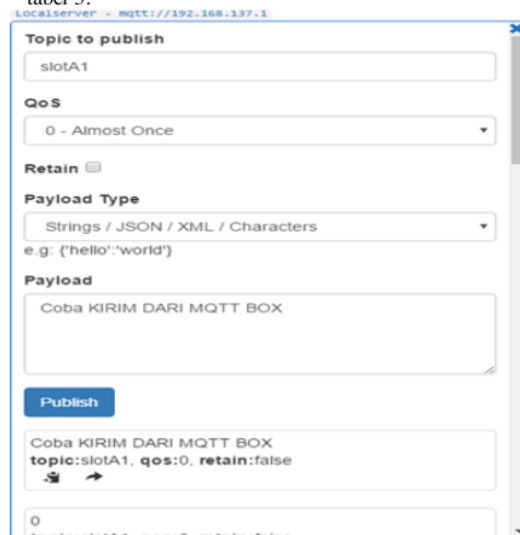 tabel 3.
Localserver - mqtt://192.168.137.1
Topic to publish
slotA1
QoS
0 - Almost Once
Retain
Payload Type
Strings / JSON / XML / Characters
e.g: {'hello':'world'}
Payload
Coba KIRIM DARI MQTT BOX
Publish
Coba KIRIM DARI MQTT BOX
topic:slotA1, qos:0, retain:false
0